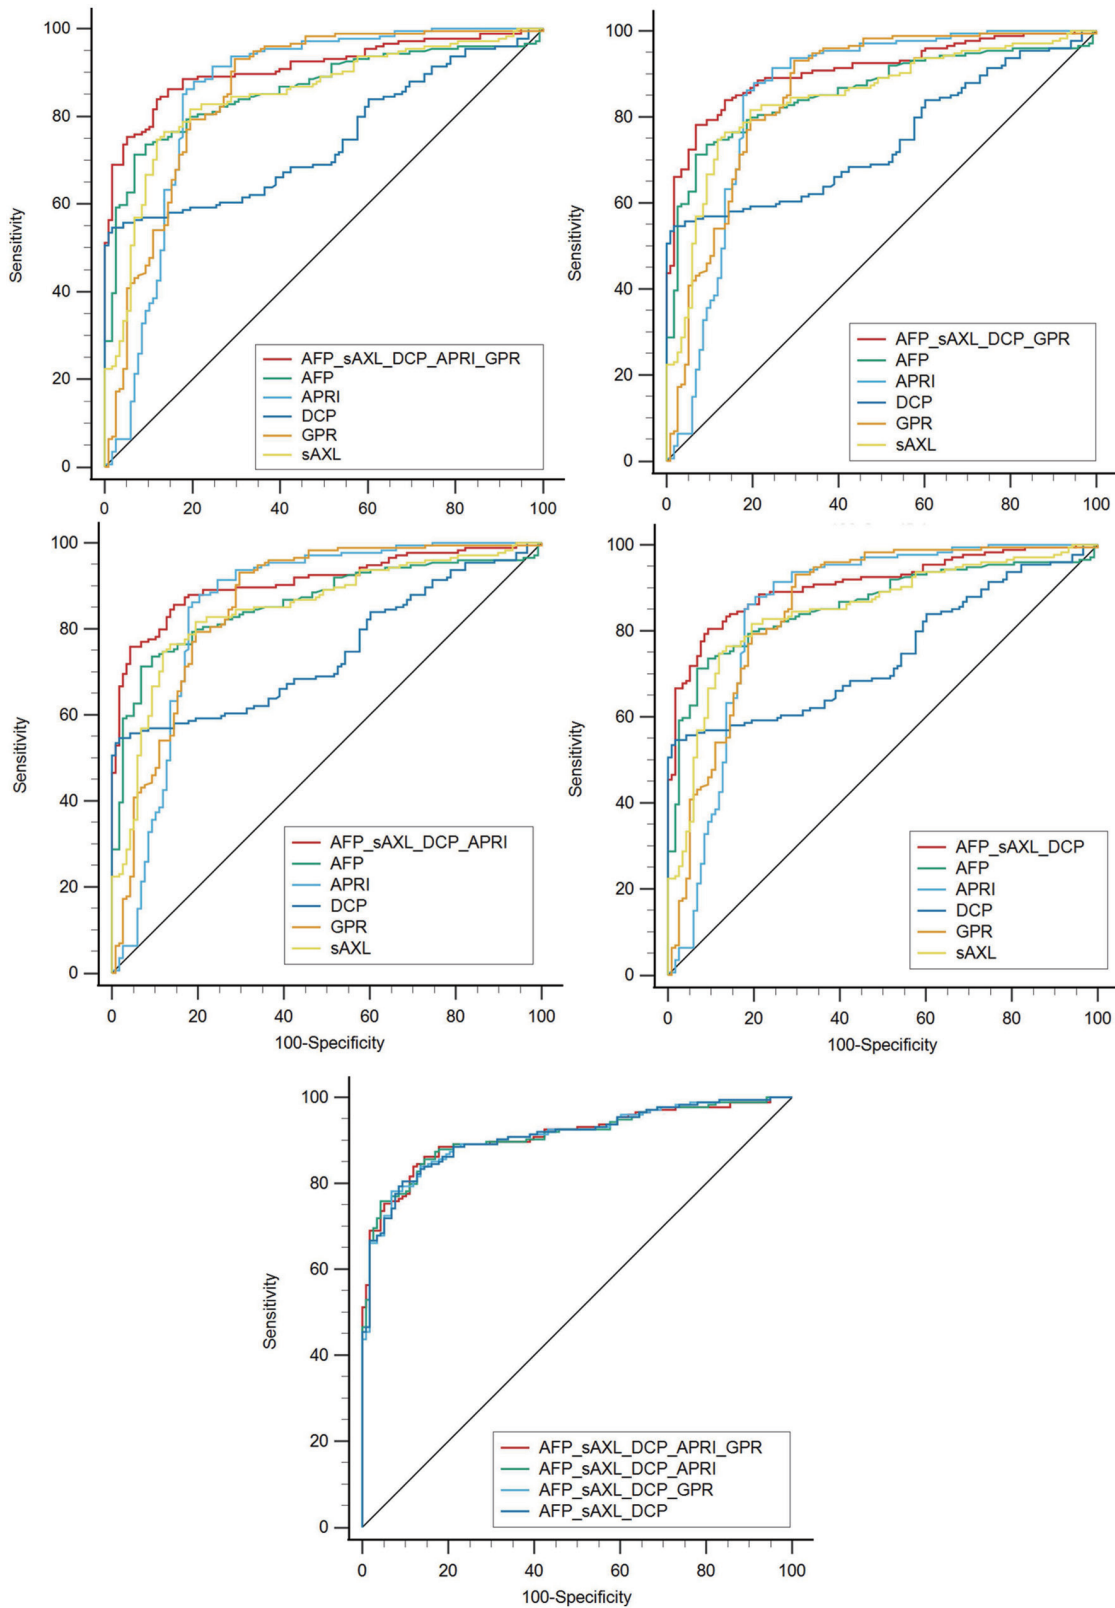 100
80
60
40
20
0
Sensitivity
AFP_sAXL_DCP_APRI_GPR
AFP
APRI
DCP
GPR
sAXL
0 20 40 60 80 100
100
80
60
40
20
0
Sensitivity
AFP_sAXL_DCP_GPR
AFP
APRI
DCP
GPR
sAXL
0 20 40 60 80 100
100
80
60
40
20
0
Sensitivity
AFP_sAXL_DCP_APRI
AFP
APRI
DCP
GPR
sAXL
0 20 40 60 80 100
100-Specificity
100
80
60
40
20
0
Sensitivity
AFP_sAXL_DCP
AFP
APRI
DCP
GPR
sAXL
0 20 40 60 80 100
100-Specificity
100
80
60
40
20
0
Sensitivity
AFP_sAXL_DCP_APRI_GPR
AFP_sAXL_DCP_APRI
AFP_sAXL_DCP_GPR
AFP_sAXL_DCP
0 20 40 60 80 100
100-Specificity